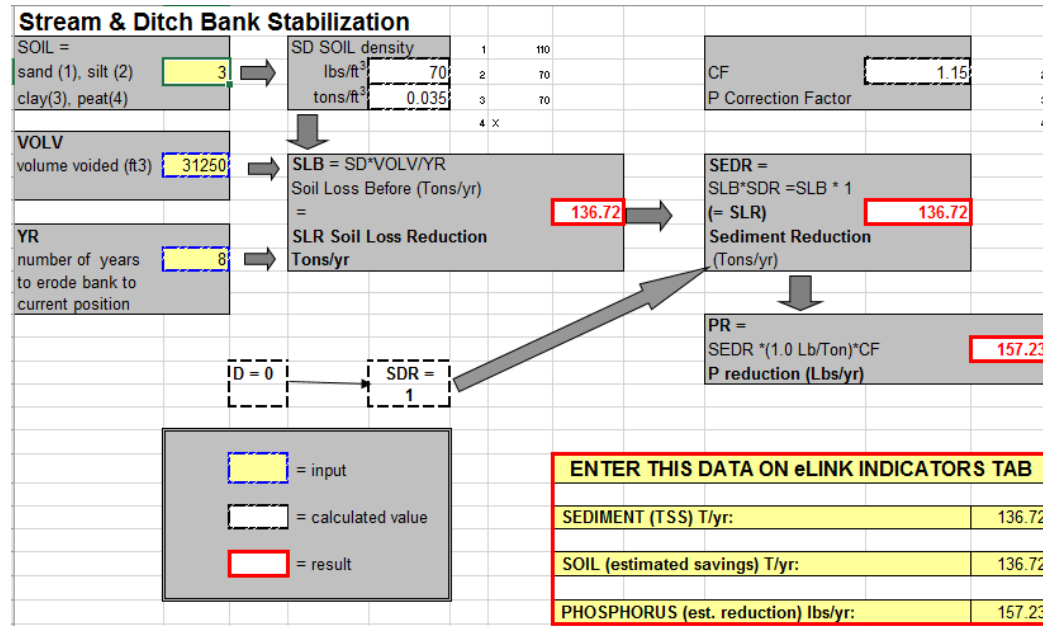 Stream & Ditch Bank Stabilization
SOIL =
sand (1), silt (2)
clay(3), peat(4)
3
SD SOIL density
lbs/ft3 70
tons/ft3 0.035
1 110
2 70
3 70
4 X
CF 1.15
P Correction Factor
VOLV
volume voided (ft3) 31250
YR
number of years
to erode bank to
current position
8
SLB = SD*VOLV/YR
Soil Loss Before (Tons/yr)
= 136.72
SLR Soil Loss Reduction
Tons/yr
SEDR =
SLB*SDR =SLB * 1
(= SLR) 136.72
Sediment Reduction
(Tons/yr)
PR =
SEDR *(1.0 Lb/Ton)*CF 157.23
P reduction (Lbs/yr)
D = 0
SDR =
1
= input
= calculated value
= result
ENTER THIS DATA ON eLINK INDICATORS TAB
SEDIMENT (TSS) T/yr: 136.72
SOIL (estimated savings) T/yr: 136.72
PHOSPHORUS (est. reduction) lbs/yr: 157.23